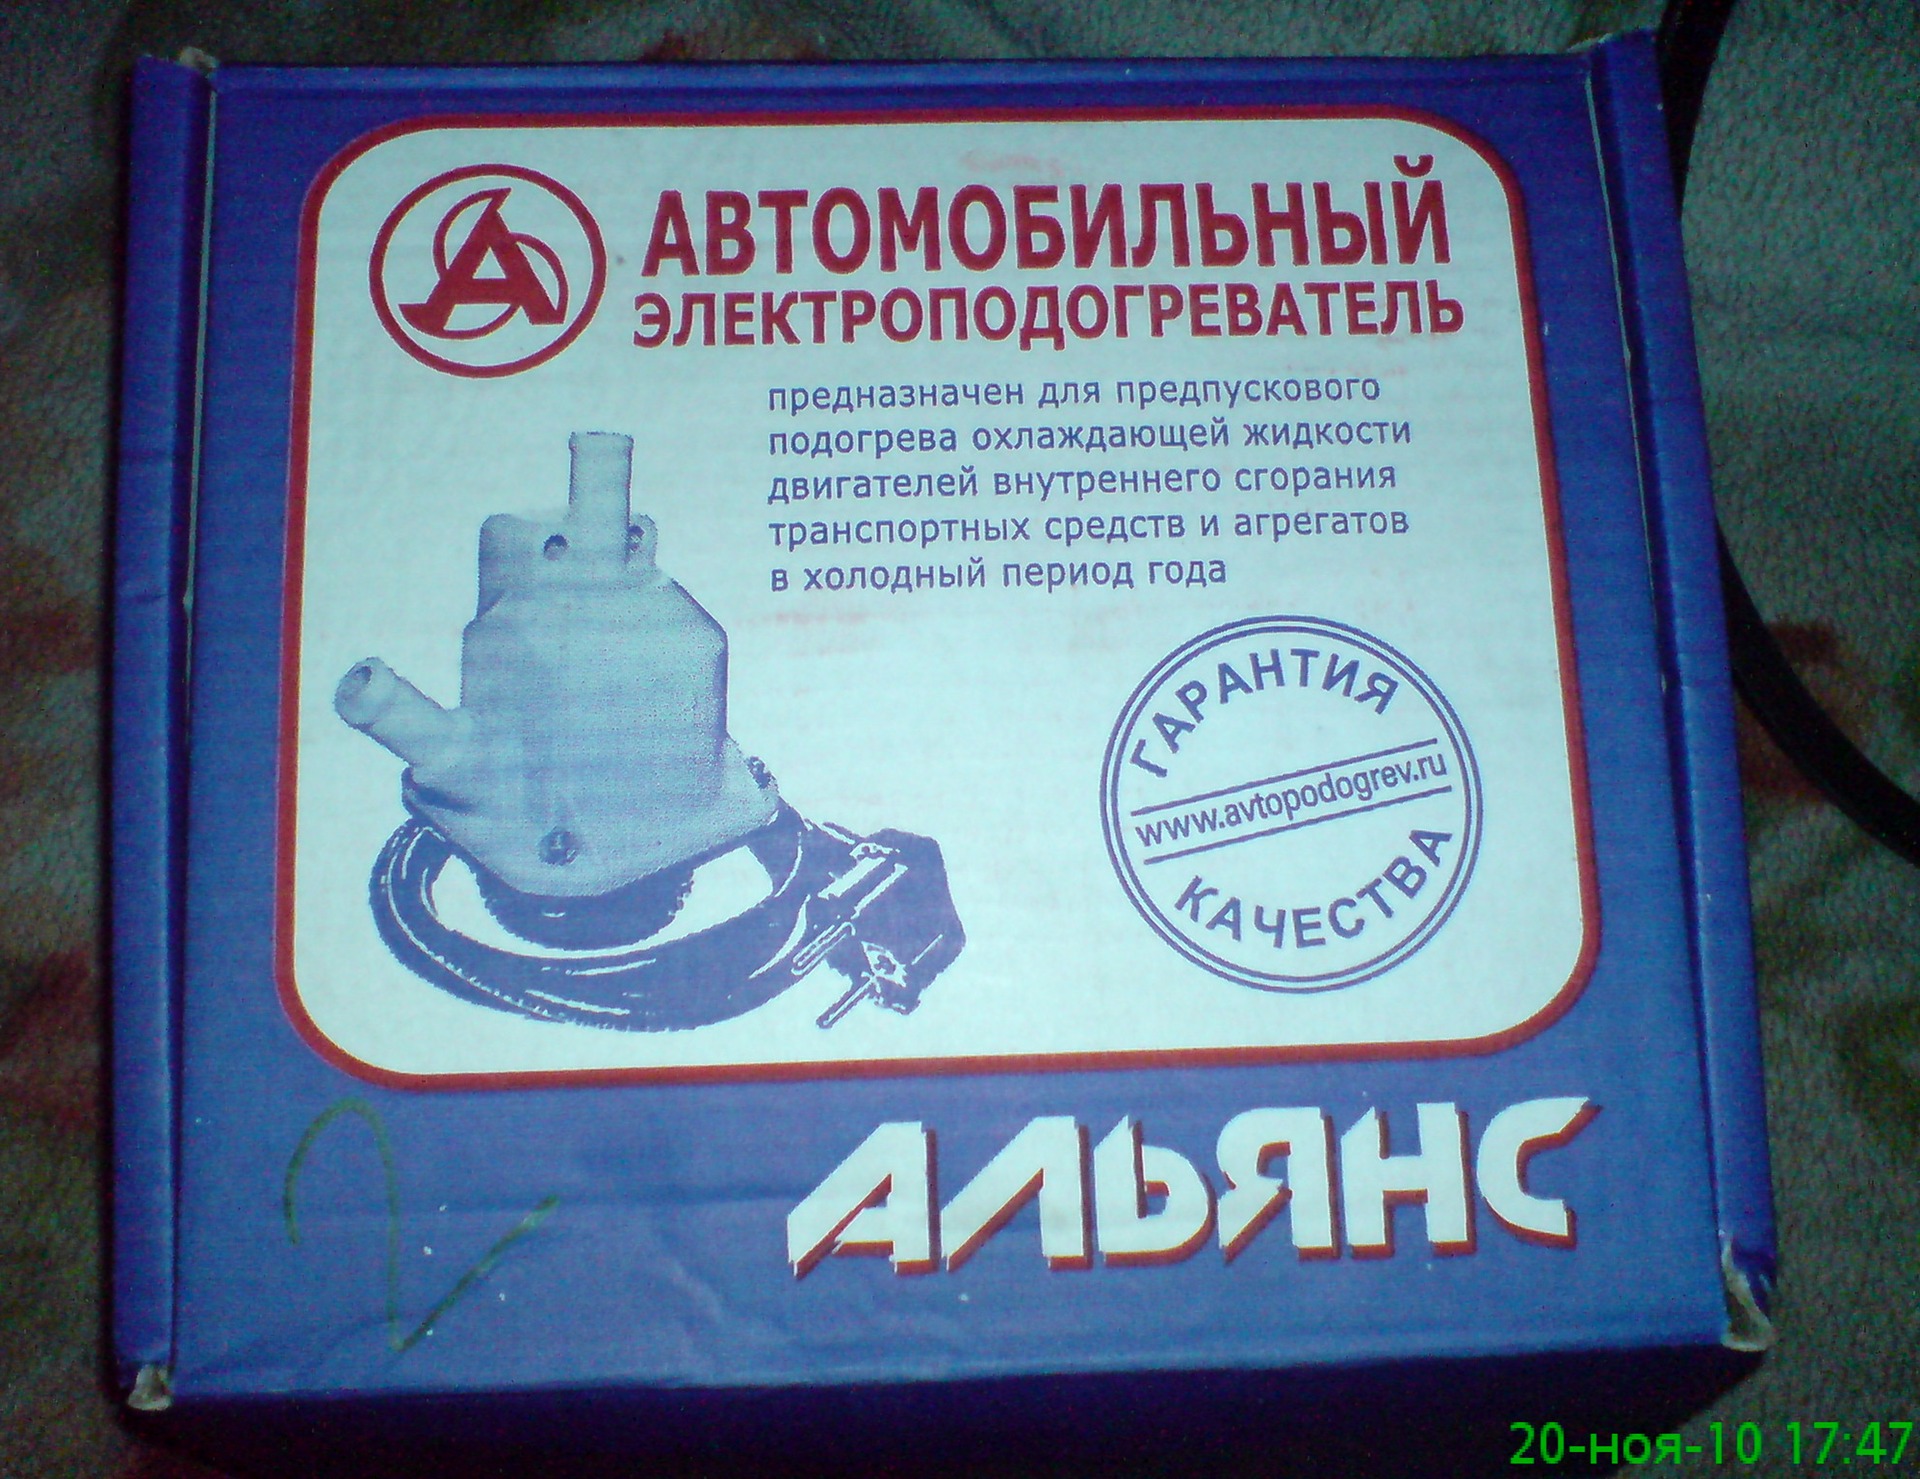 АВТОМОБИЛЬНЫЙ
ЭЛЕКТРОПОДОГРЕВАТЕЛЬ
предназначен для предпускового
подогрева охлаждающей жидкости
двигателей внутреннего сгорания
транспортных средств и агрегатов
в холодный период года
ГАРАНТИЯ
www.avtopodogrev.ru
КАЧЕСТВА
АЛЬЯНС
2
20-ноя-10 17:47